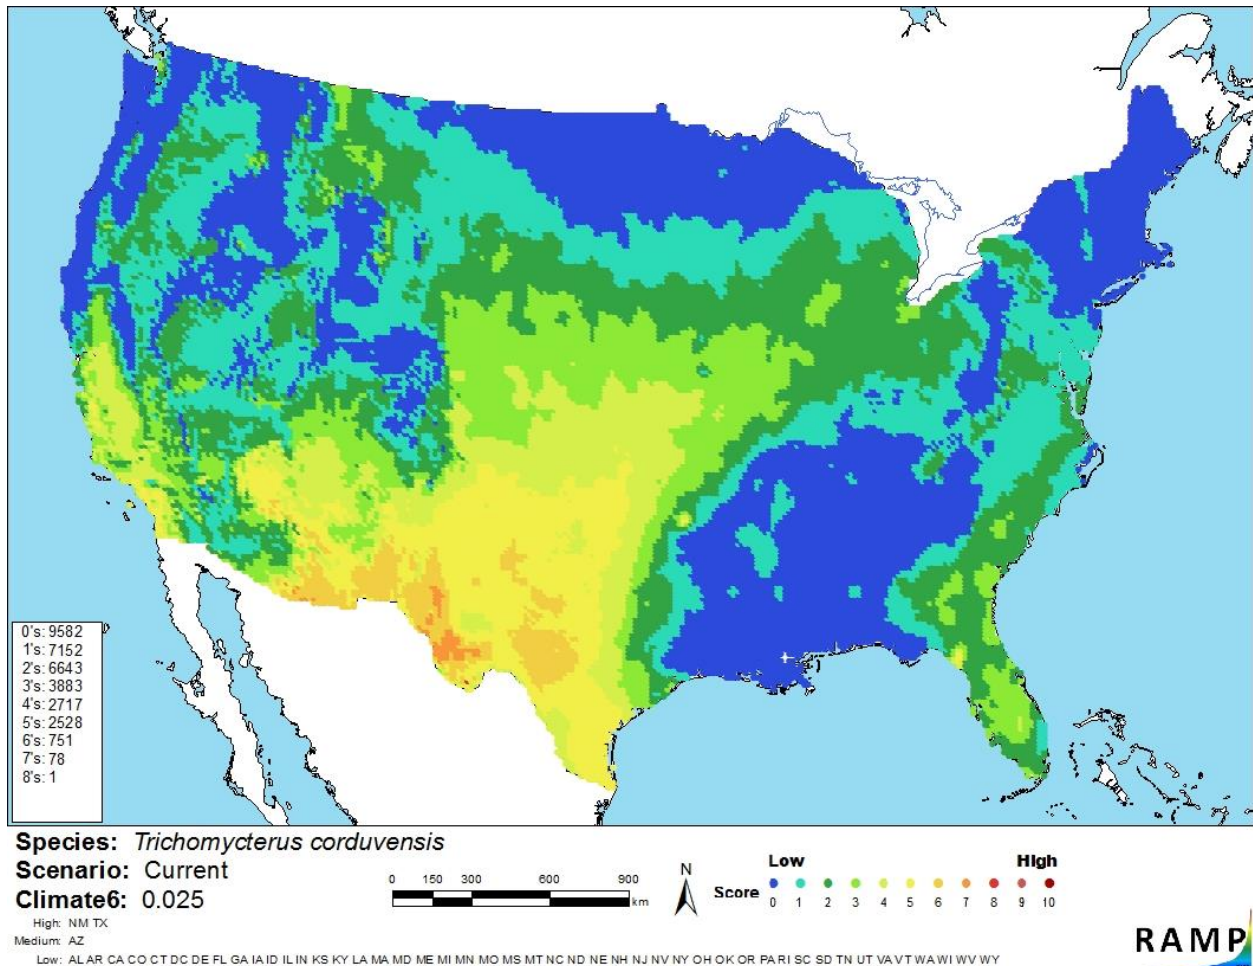 0's: 9582
1's: 7152
2's: 6643
3's: 3883
4's: 2717
5's: 2528
6's: 751
7's: 78
8's: 1
Species: Trichomycterus corduvensis
Scenario: Current
Climate6: 0.025
High: NM TX
Medium: AZ
Low: AL AR CA CO CT DC DE FL GA IA ID IL IN KS KY LA MA MD ME MI MN MO MS MT NC ND NE NH NJ NV NY OH OK OR PA RI SC SD TN UT VA VT WA WI WV WY
0 150 300 600 900
km
N
Low High
Score
0 1 2 3 4 5 6 7 8 9 10
RAMP